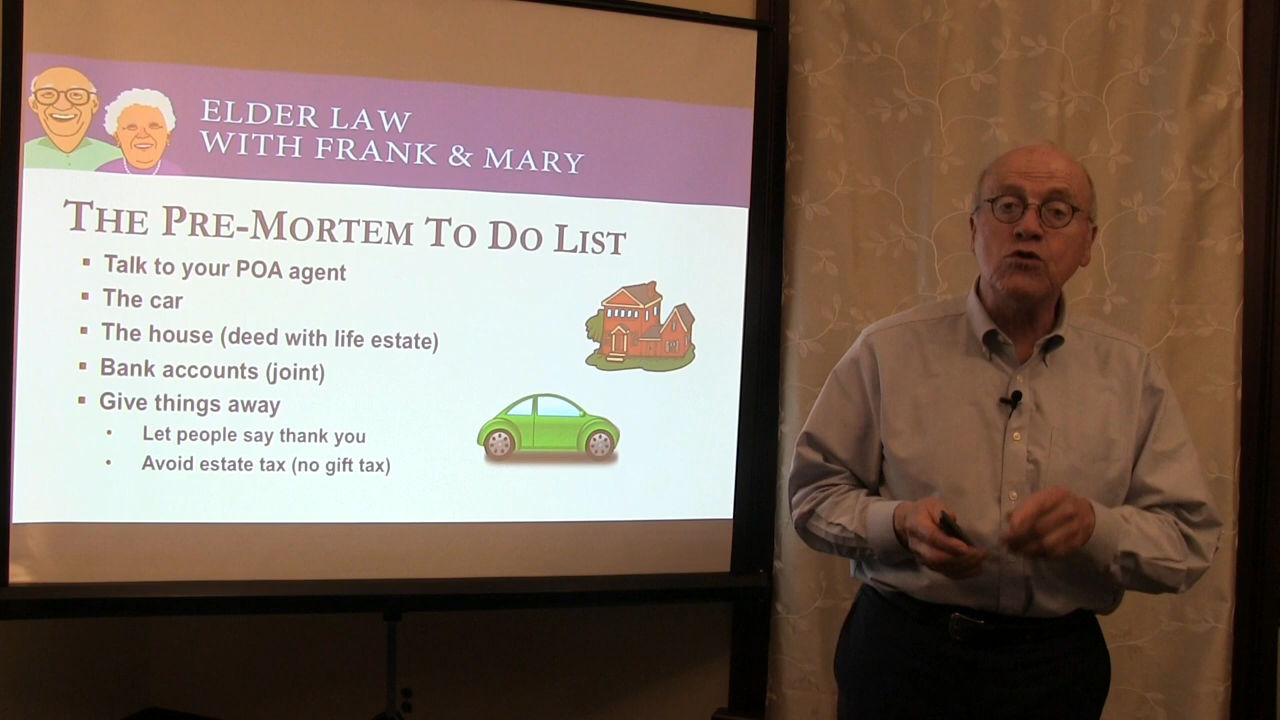 ELDER LAW
WITH FRANK & MARY
THE PRE-MORTEM TO DO LIST
▪ Talk to your POA agent
▪ The car
▪ The house (deed with life estate)
▪ Bank accounts (joint)
▪ Give things away
• Let people say thank you
• Avoid estate tax (no gift tax)